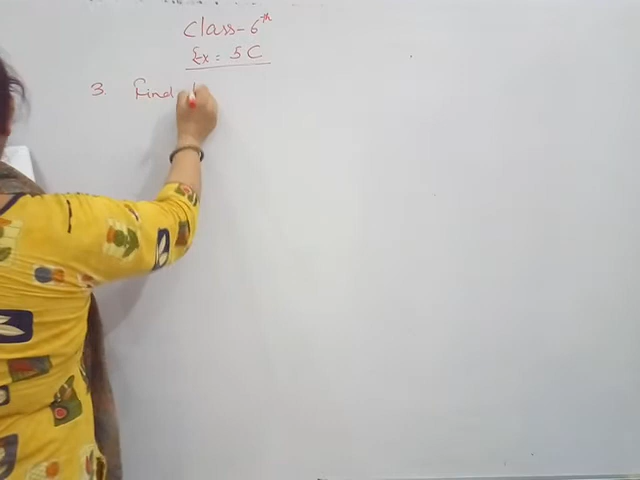 Class - 6th
Ex = 5 C
3. Find